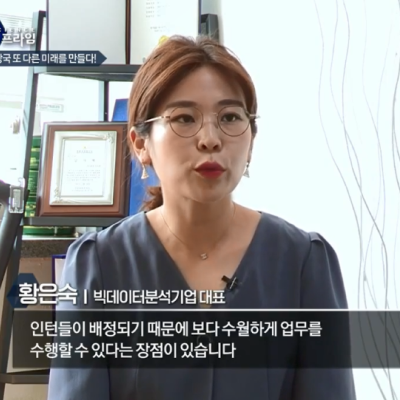 프라임
국 또 다른 미래를 만들다!
황은숙 | 빅데이터분석기업 대표
인턴들이 배정되기 때문에 보다 수월하게 업무를
수행할 수 있다는 장점이 있습니다